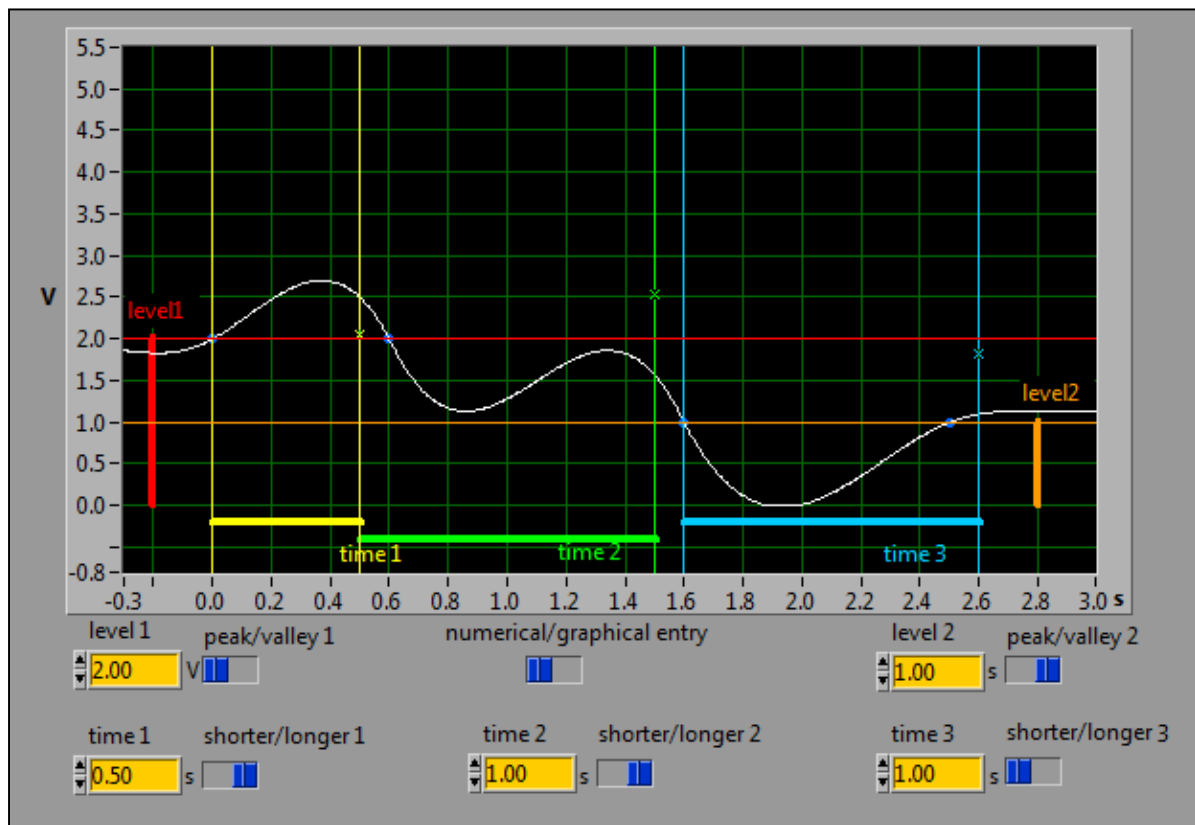 5.5
5.0
4.5
4.0
3.5
3.0
V 2.5
level1
2.0
1.5
level2
1.0
0.5
0.0
time 1 time 2 time 3
-0.8
-0.3 0.0 0.2 0.4 0.6 0.8 1.0 1.2 1.4 1.6 1.8 2.0 2.2 2.4 2.6 2.8 3.0 s
level 1 peak/valley 1 numerical/graphical entry level 2 peak/valley 2
2.00 V 1.00 s
time 1 shorter/longer 1 time 2 shorter/longer 2 time 3 shorter/longer 3
0.50 s 1.00 s 1.00 s